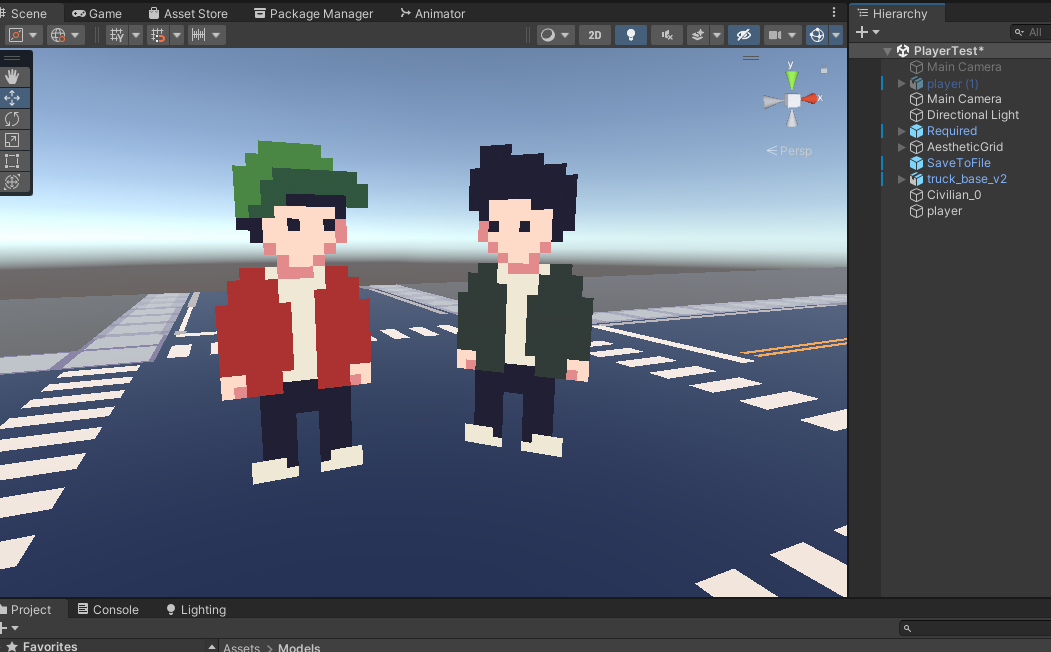 Scene Game Asset Store Package Manager Animator
Hierarchy
2D
All
PlayerTest*
Main Camera
player (1)
Main Camera
Directional Light
Required
AestheticGrid
SaveToFile
truck_base_v2
Civilian_0
player
y
x
Persp
Project Console Lighting
Favorites
Assets > Models